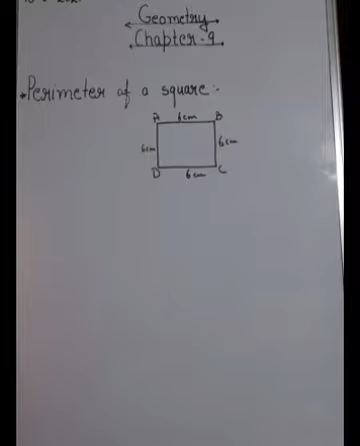 Geometry
Chapter-9
Perimeter of a square:-
A 6cm B
6cm 6cm
D 6cm C